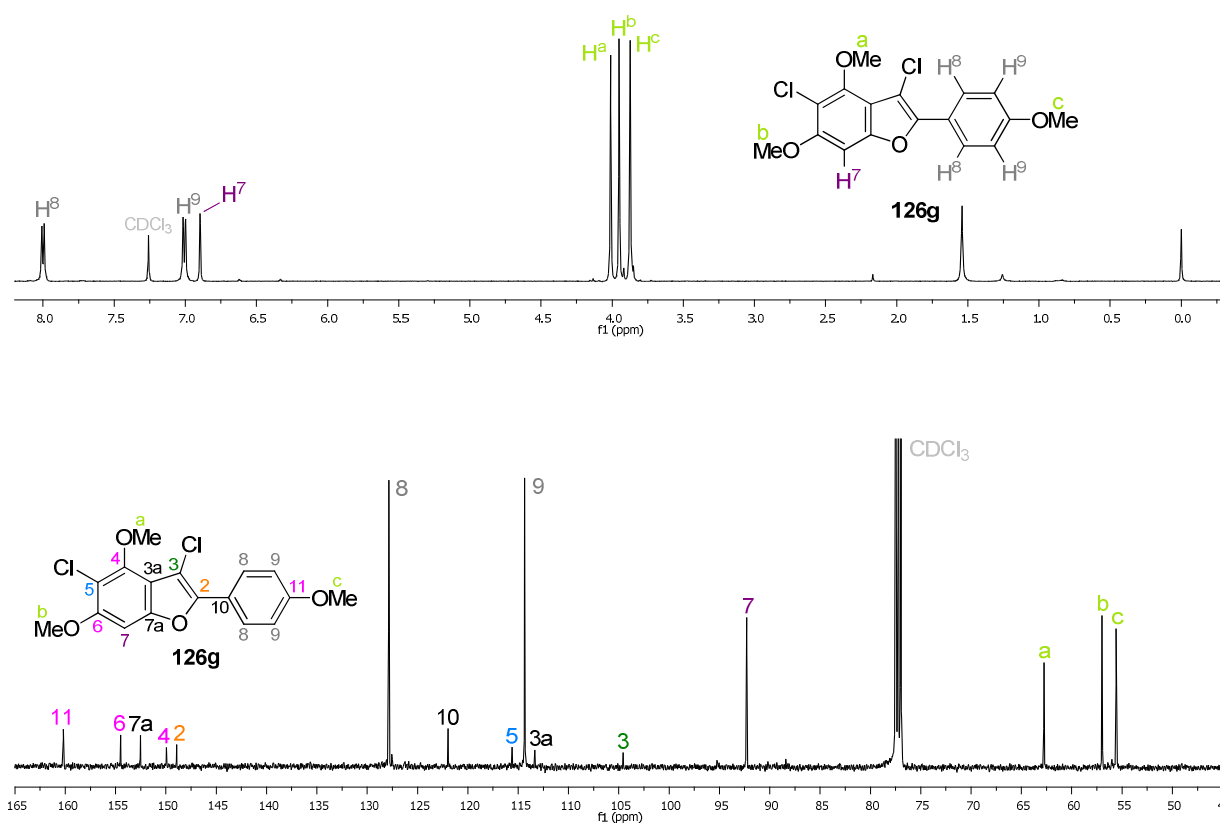 Hᵃ Hᵇ Hᶜ
a
OMe Cl H⁸ H⁹
Cl
b
MeO O OMe c
H⁷ H⁸ H⁹
126g
H⁸ CDCl₃ H⁹ H⁷
8.0 7.5 7.0 6.5 6.0 5.5 5.0 4.5 4.0 3.5 3.0 2.5 2.0 1.5 1.0 0.5 0.0
f1 (ppm)
CDCl₃
8 9
a
OMe Cl 8 9
Cl 4 3a 3
5 2 10 11 OMe c
b
MeO 6 7 7a O 8 9
126g
7 a b c
11 6 7a 4 2 10 5 3a 3
165 160 155 150 145 140 135 130 125 120 115 110 105 100 95 90 85 80 75 70 65 60 55 50
f1 (ppm)